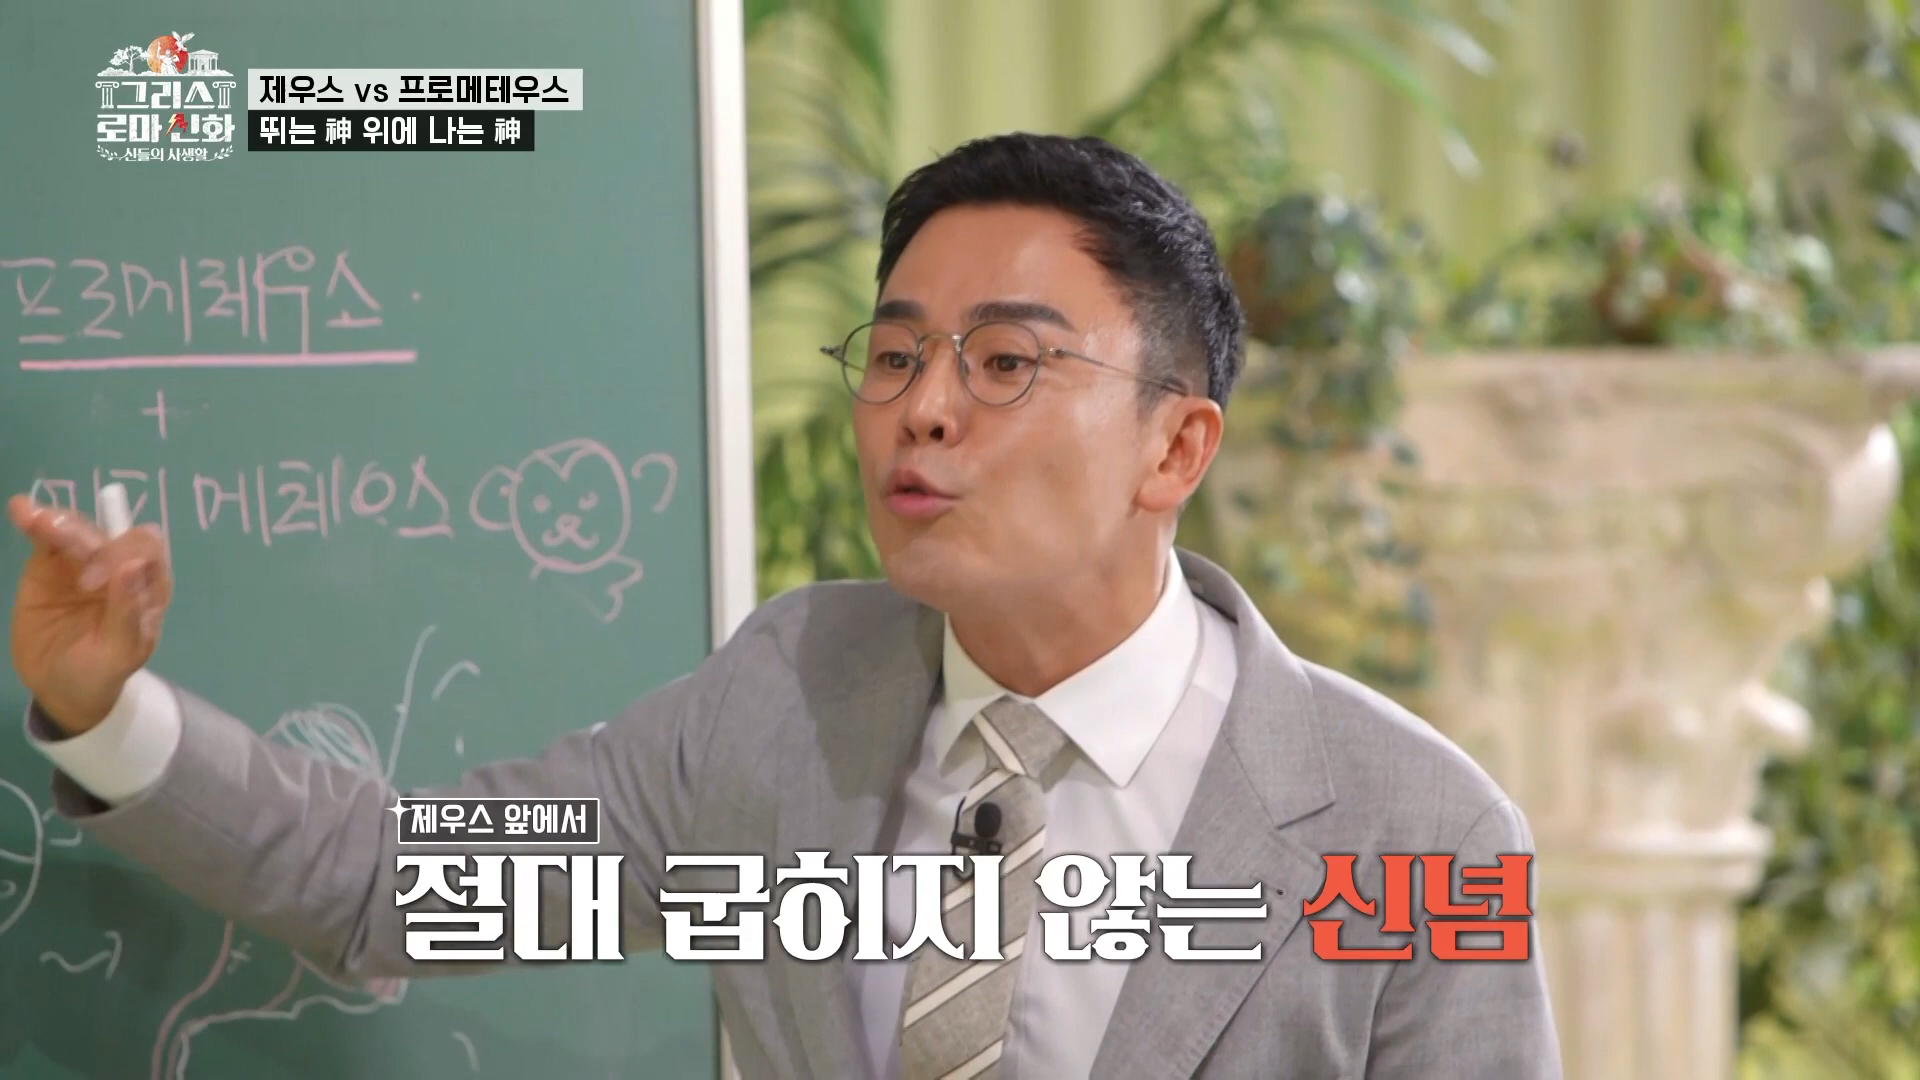 그리스
로마 신화
신들의 사생활
제우스 vs 프로메테우스
뛰는 神 위에 나는 神
프로메테우스
+
메테우스
?
제우스 앞에서
절대 굽히지 않는 신념